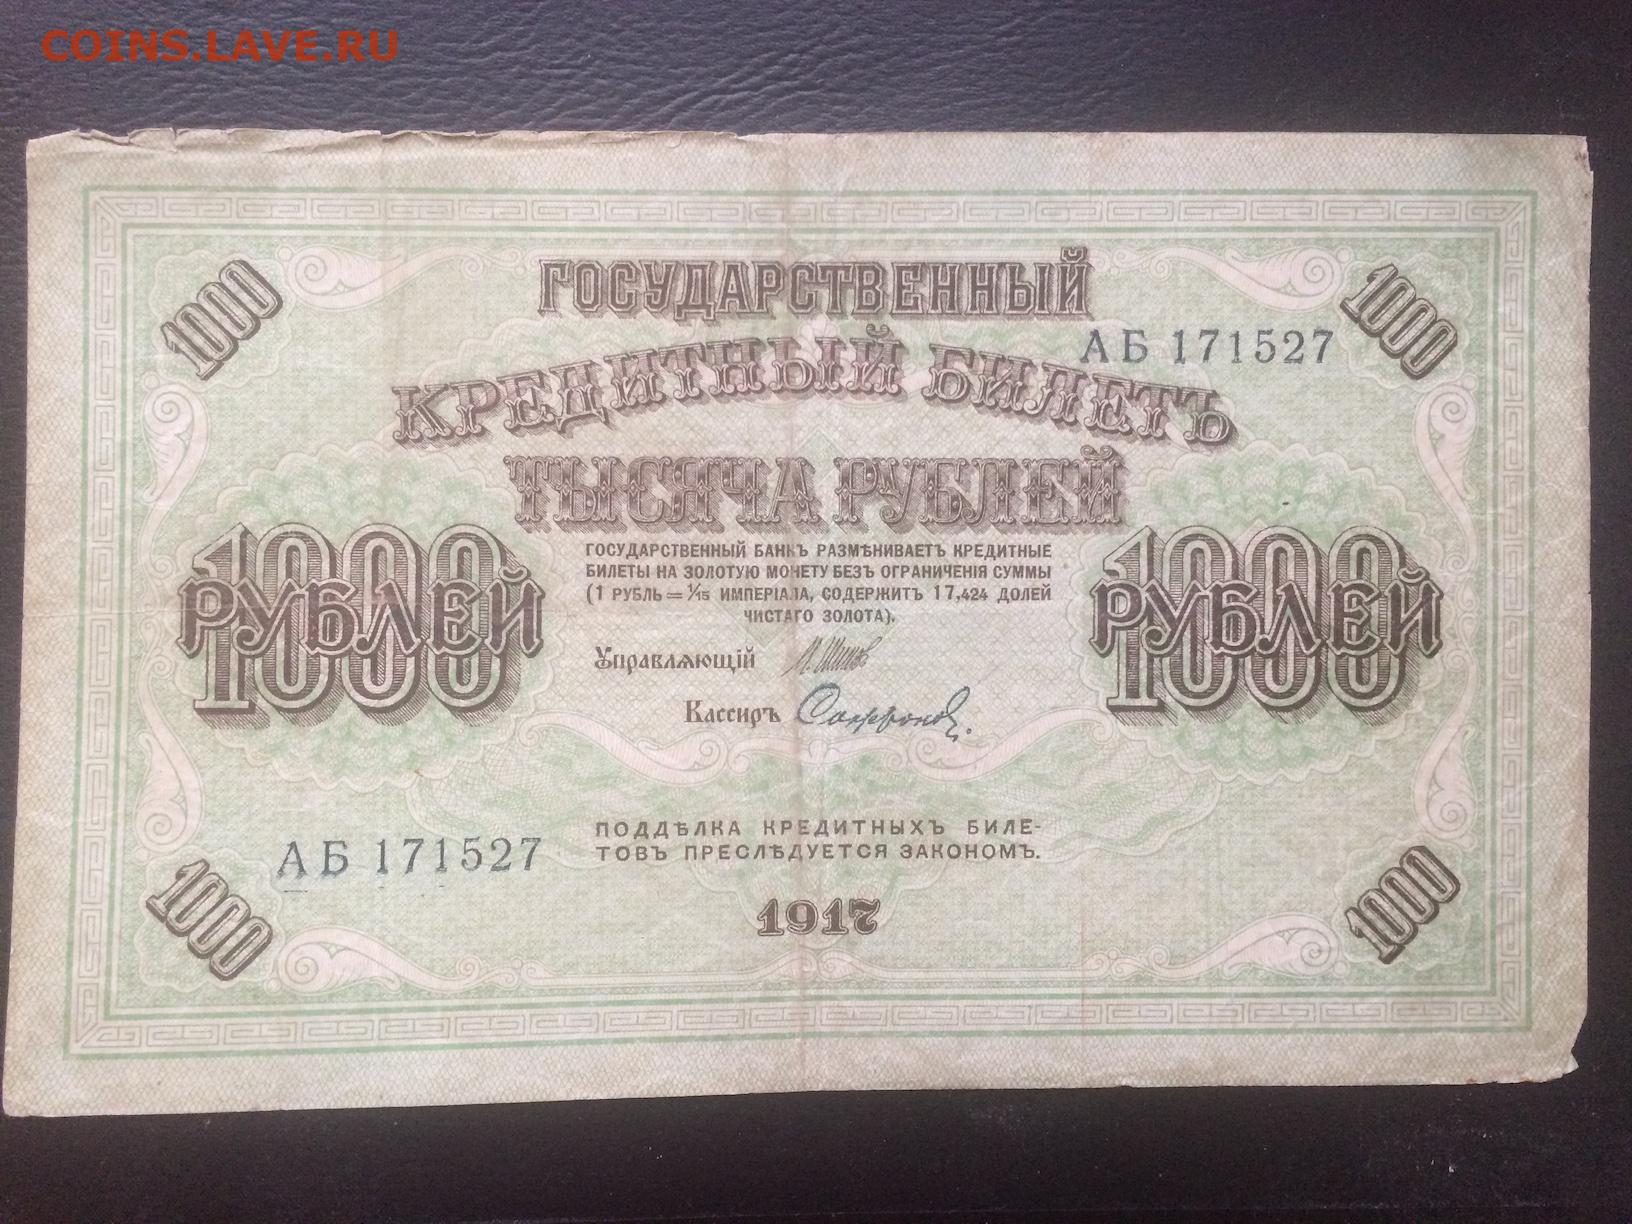 COINS.LAVE.RU
1000
1000
ГОСУДАРСТВЕННЫЙ
АБ 171527
КРЕДИТНЫЙ БИЛЕТЪ
ТЫСЯЧА РУБЛЕЙ
1000
РУБЛЕЙ
1000
РУБЛЕЙ
ГОСУДАРСТВЕННЫЙ БАНКЪ РАЗМѢНИВАЕТЪ КРЕДИТНЫЕ
БИЛЕТЫ НА ЗОЛОТУЮ МОНЕТУ БЕЗЪ ОГРАНИЧЕНІЯ СУММЫ
(1 РУБЛЬ = 1/15 ИМПЕРІАЛА, СОДЕРЖИТЪ 17,424 ДОЛЕЙ
ЧИСТАГО ЗОЛОТА).
Управляющій И. Шипов
Кассиръ Сафронов
АБ 171527
ПОДДѢЛКА КРЕДИТНЫХЪ БИЛЕ-
ТОВЪ ПРЕСЛѢДУЕТСЯ ЗАКОНОМЪ.
1000
1917
1000